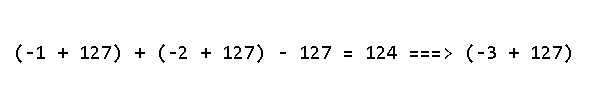 (-1 + 127) + (-2 + 127) - 127 = 124 ===> (-3 + 127)